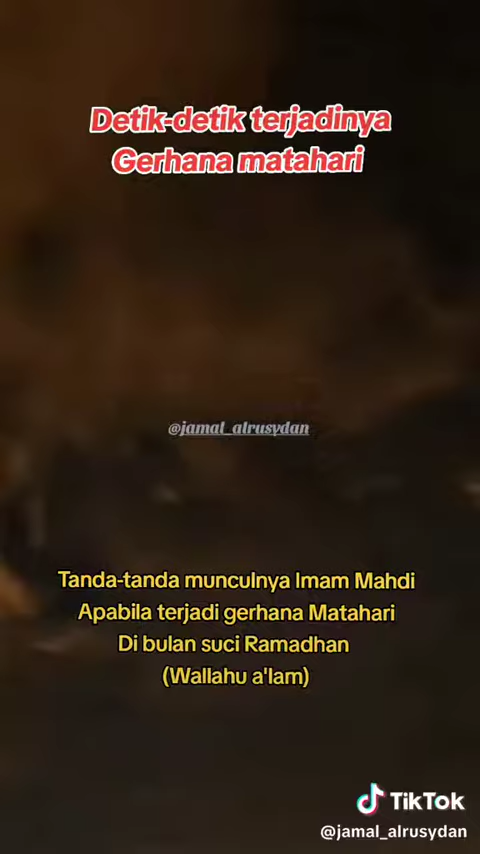 Detik-detik terjadinya
Gerhana matahari
@jamal_alrusydan
Tanda-tanda munculnya Imam Mahdi
Apabila terjadi gerhana Matahari
Di bulan suci Ramadhan
(Wallahu a'lam)
TikTok
@jamal_alrusydan